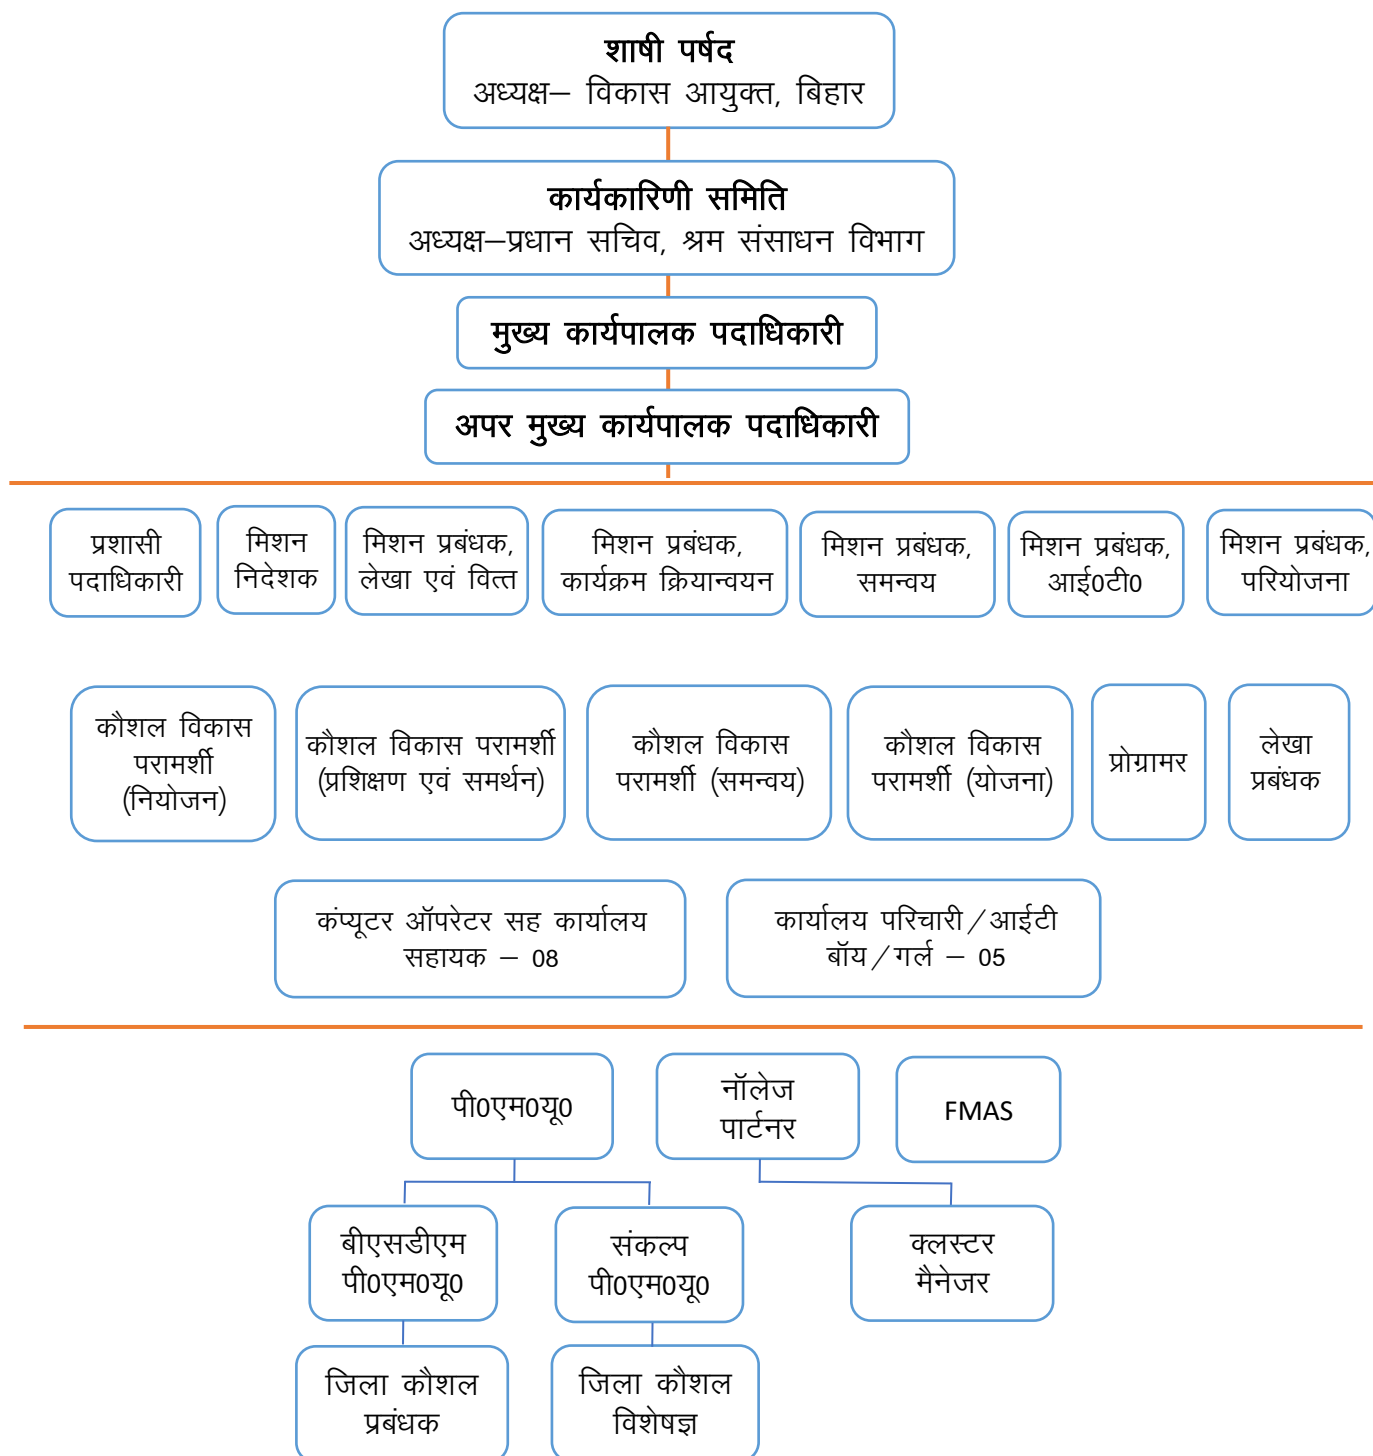 शाषी पर्षद
अध्यक्ष– विकास आयुक्त, बिहार
कार्यकारिणी समिति
अध्यक्ष–प्रधान सचिव, श्रम संसाधन विभाग
मुख्य कार्यपालक पदाधिकारी
अपर मुख्य कार्यपालक पदाधिकारी
प्रशासी
पदाधिकारी
मिशन
निदेशक
मिशन प्रबंधक,
लेखा एवं वित्त
मिशन प्रबंधक,
कार्यक्रम क्रियान्वयन
मिशन प्रबंधक,
समन्वय
मिशन प्रबंधक,
आई0टी0
मिशन प्रबंधक,
परियोजना
कौशल विकास
परामर्शी
(नियोजन)
कौशल विकास परामर्शी
(प्रशिक्षण एवं समर्थन)
कौशल विकास
परामर्शी (समन्वय)
कौशल विकास
परामर्शी (योजना)
प्रोग्रामर
लेखा
प्रबंधक
कंप्यूटर ऑपरेटर सह कार्यालय
सहायक – 08
कार्यालय परिचारी/आईटी
बॉय/गर्ल – 05
पी0एम0यू0
नॉलेज
पार्टनर
FMAS
बीएसडीएम
पी0एम0यू0
संकल्प
पी0एम0यू0
क्लस्टर
मैनेजर
जिला कौशल
प्रबंधक
जिला कौशल
विशेषज्ञ